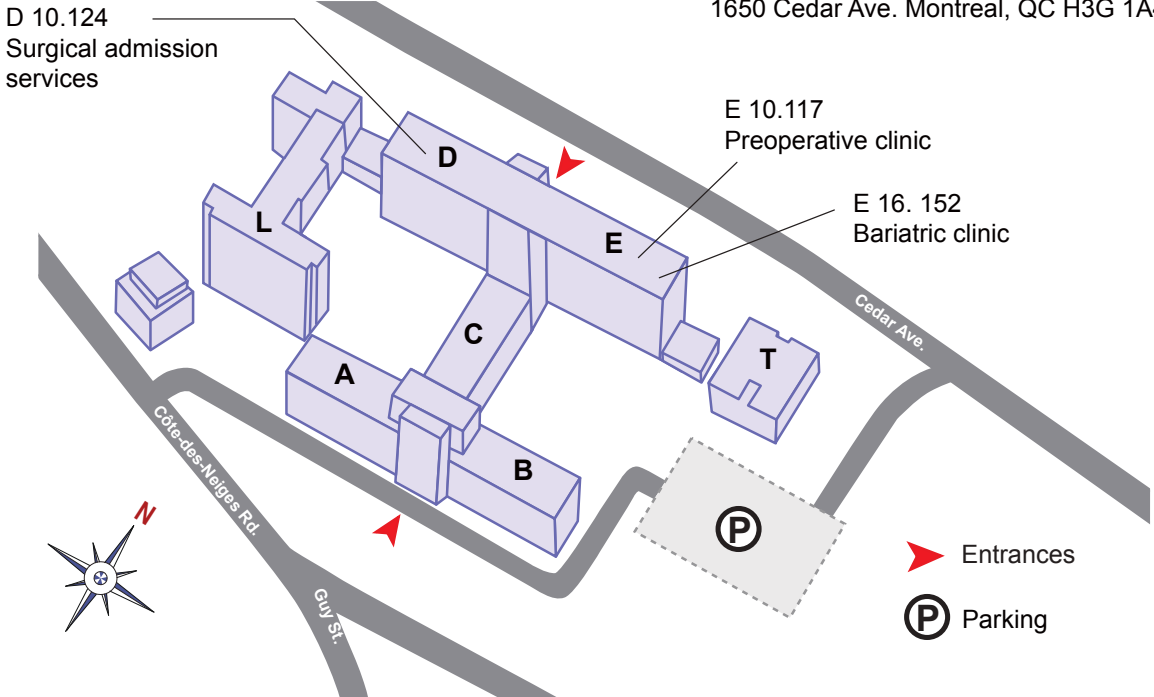 D 10.124
Surgical admission
services
1650 Cedar Ave. Montreal, QC H3G 1A4
E 10.117
Preoperative clinic
E 16. 152
Bariatric clinic
D
E
L
C
A
B
T
Cedar Ave.
Côte-des-Neiges Rd.
Guy St.
N
P
Entrances
P
Parking